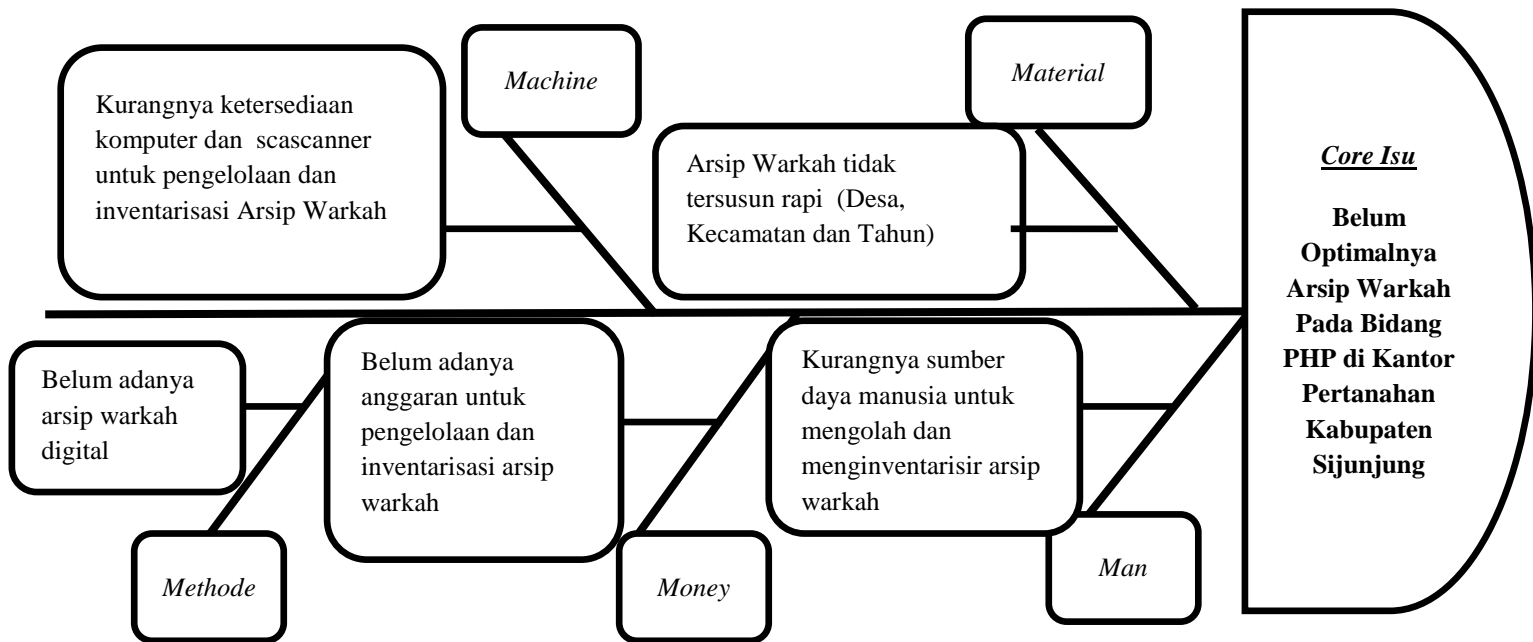 Machine
Material
Kurangnya ketersediaan
komputer dan scascanner
untuk pengelolaan dan
inventarisasi Arsip Warkah
Arsip Warkah tidak
tersusun rapi (Desa,
Kecamatan dan Tahun)
Core Isu
Belum
Optimalnya
Arsip Warkah
Pada Bidang
PHP di Kantor
Pertanahan
Kabupaten
Sijunjung
Belum adanya
arsip warkah
digital
Belum adanya
anggaran untuk
pengelolaan dan
inventarisasi arsip
warkah
Kurangnya sumber
daya manusia untuk
mengolah dan
menginventarisir arsip
warkah
Methode
Money
Man